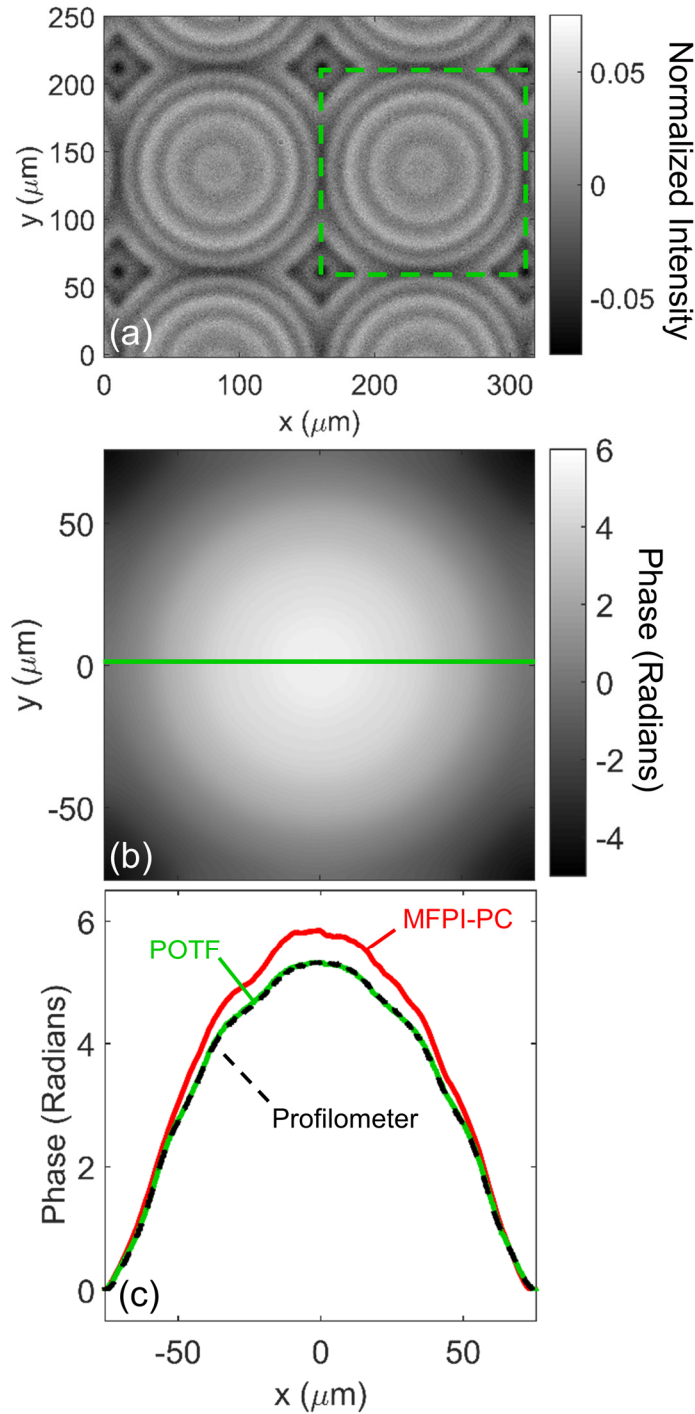 250
200
150
100
50
0
y (μm)
(a)
0 100 200 300
x (μm)
0.05
0
-0.05
Normalized Intensity
50
0
-50
y (μm)
(b)
6
4
2
0
-2
-4
Phase (Radians)
6
4
2
0
Phase (Radians)
MFPI-PC
POTF
Profilometer
(c)
-50 0 50
x (μm)